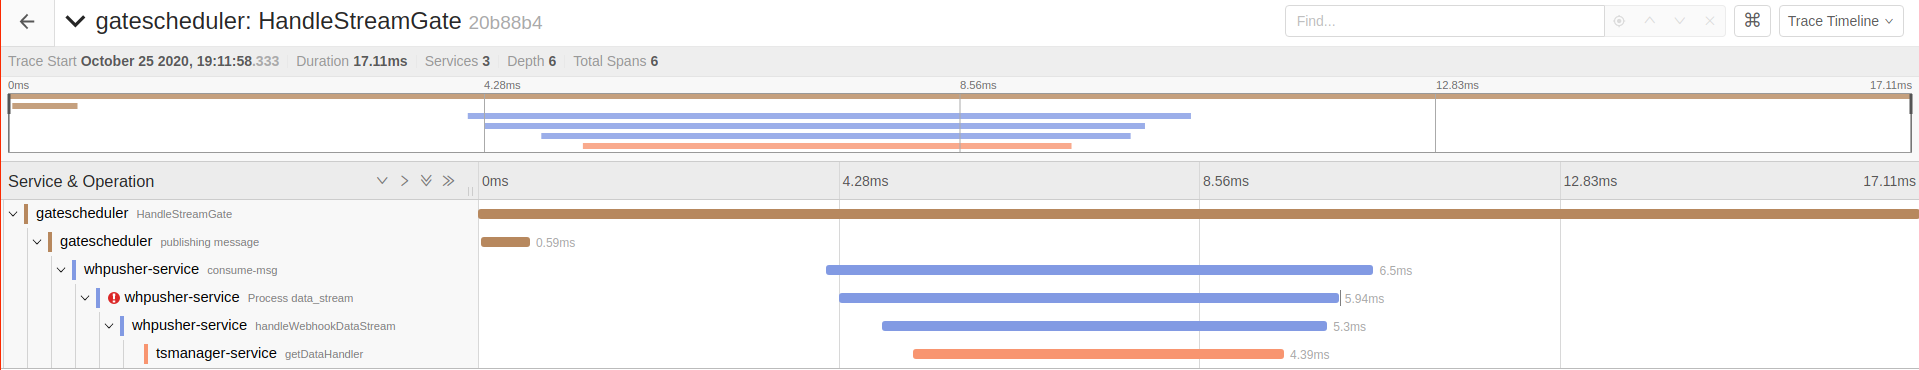 gatescheduler: HandleStreamGate 20b88b4 Find... ⌘ Trace Timeline
Trace Start October 25 2020, 19:11:58.333 Duration 17.11ms Services 3 Depth 6 Total Spans 6
0ms 4.28ms 8.56ms 12.83ms 17.11ms
Service & Operation 0ms 4.28ms 8.56ms 12.83ms 17.11ms
gatescheduler HandleStreamGate
gatescheduler publishing message 0.59ms
whpusher-service consume-msg 6.5ms
whpusher-service Process data_stream 5.94ms
whpusher-service handleWebhookDataStream 5.3ms
tsmanager-service getDataHandler 4.39ms